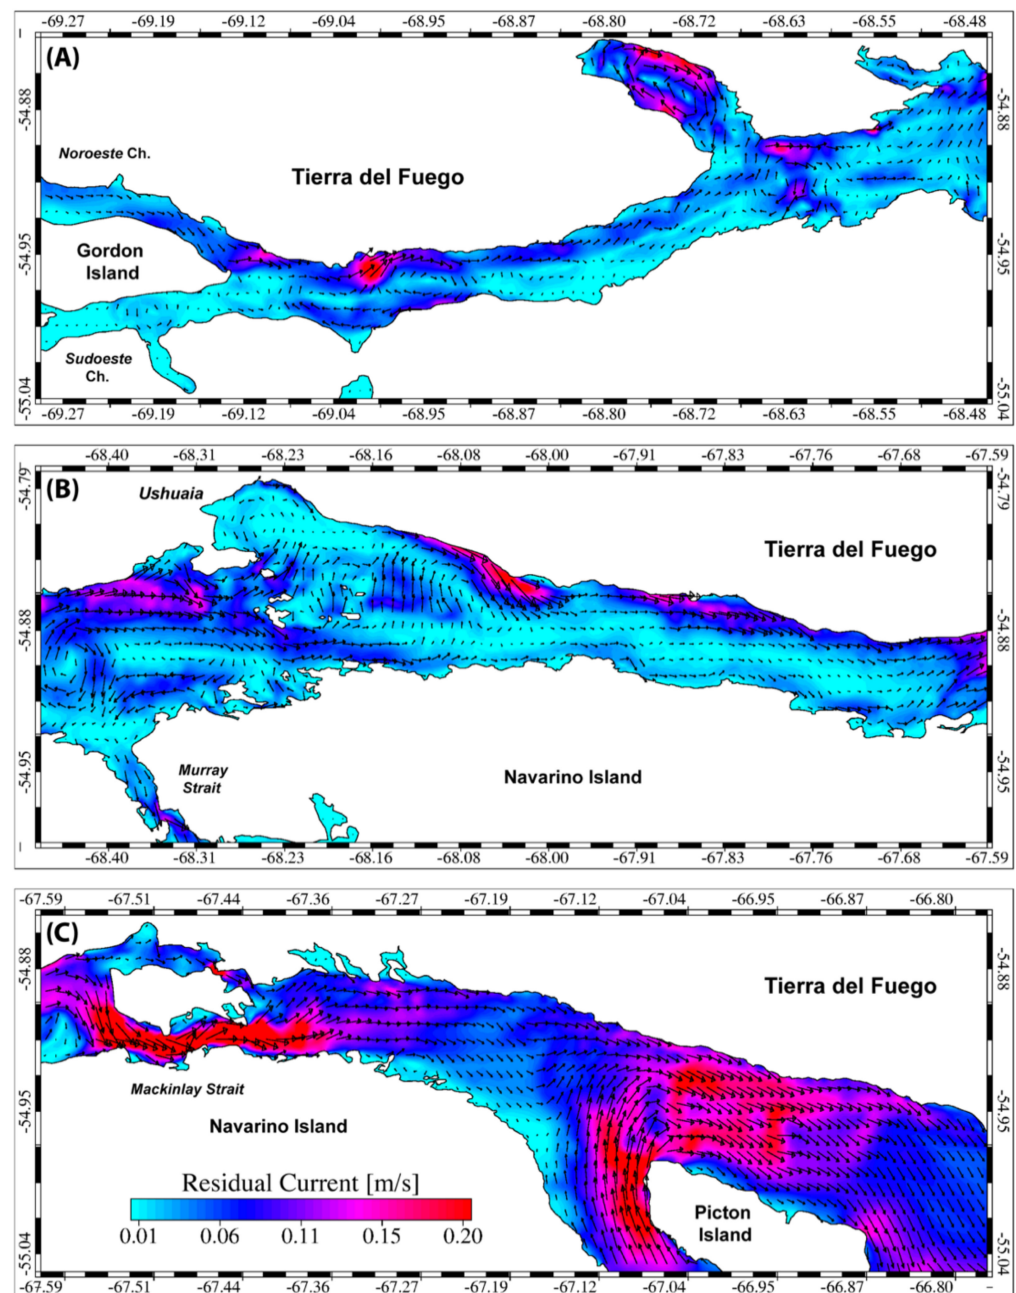 -69.27 -69.19 -69.12 -69.04 -68.95 -68.87 -68.80 -68.72 -68.63 -68.55 -68.48
(A)
-54.88 -54.88
Noroeste Ch.
Tierra del Fuego
Gordon
Island
-54.95 -54.95
Sudoeste
Ch.
-55.04 -55.04
-69.27 -69.19 -69.12 -69.04 -68.95 -68.87 -68.80 -68.72 -68.63 -68.55 -68.48
-68.40 -68.31 -68.23 -68.16 -68.08 -68.00 -67.91 -67.83 -67.76 -67.68 -67.59
-54.79 -54.79
(B)
Ushuaia
Tierra del Fuego
-54.88 -54.88
Murray
Strait
Navarino Island
-54.95 -54.95
-68.40 -68.31 -68.23 -68.16 -68.08 -68.00 -67.91 -67.83 -67.76 -67.68 -67.59
-67.59 -67.51 -67.44 -67.36 -67.27 -67.19 -67.12 -67.04 -66.95 -66.87 -66.80
(C)
-54.88 -54.88
Tierra del Fuego
Mackinlay Strait
-54.95 -54.95
Navarino Island
Residual Current [m/s]
0.01 0.06 0.11 0.15 0.20
Picton
Island
-55.04 -55.04
-67.59 -67.51 -67.44 -67.36 -67.27 -67.19 -67.12 -67.04 -66.95 -66.87 -66.80